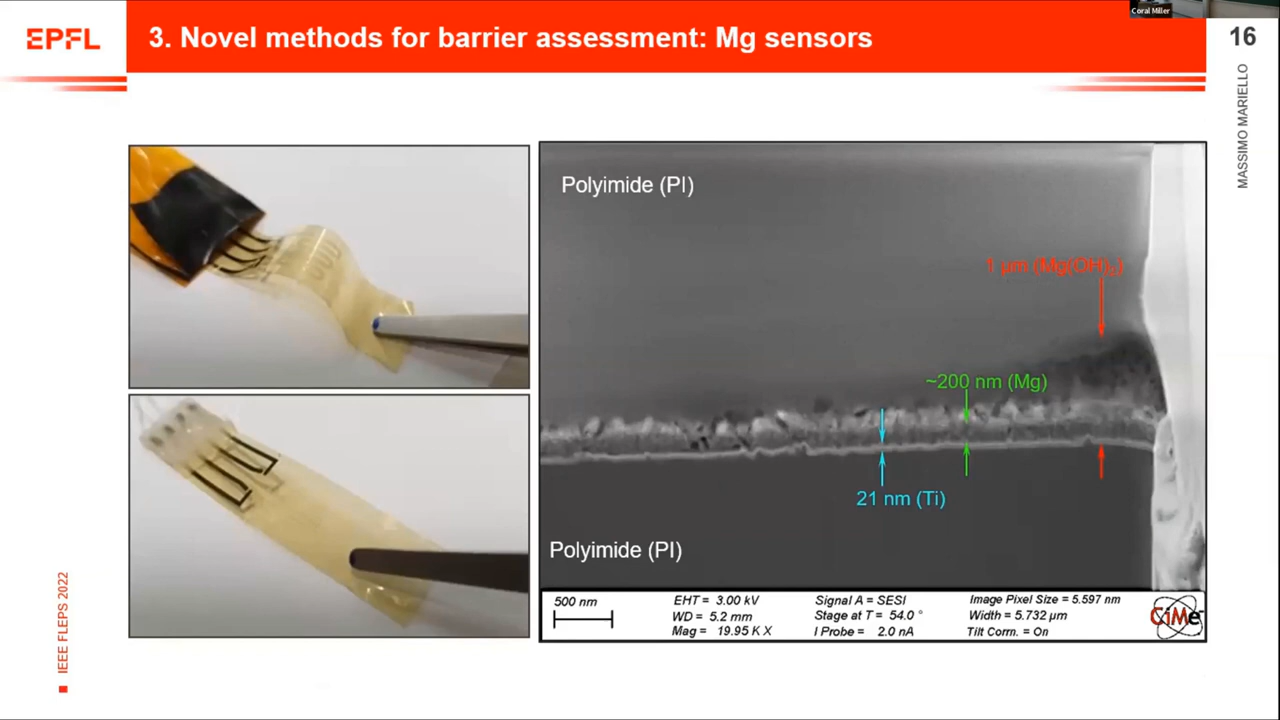 Coral Miller
EPFL
3. Novel methods for barrier assessment: Mg sensors
16
MASSIMO MARIELLO
Polyimide (PI)
1 µm (Mg(OH)₂)
~200 nm (Mg)
21 nm (Ti)
Polyimide (PI)
500 nm
EHT = 3.00 kV
WD = 5.2 mm
Mag = 19.95 K X
Signal A = SESI
Stage at T = 54.0 °
I Probe = 2.0 nA
Image Pixel Size = 5.597 nm
Width = 5.732 µm
Tilt Corrn. = On
CiMe
IEEE FLEPS 2022